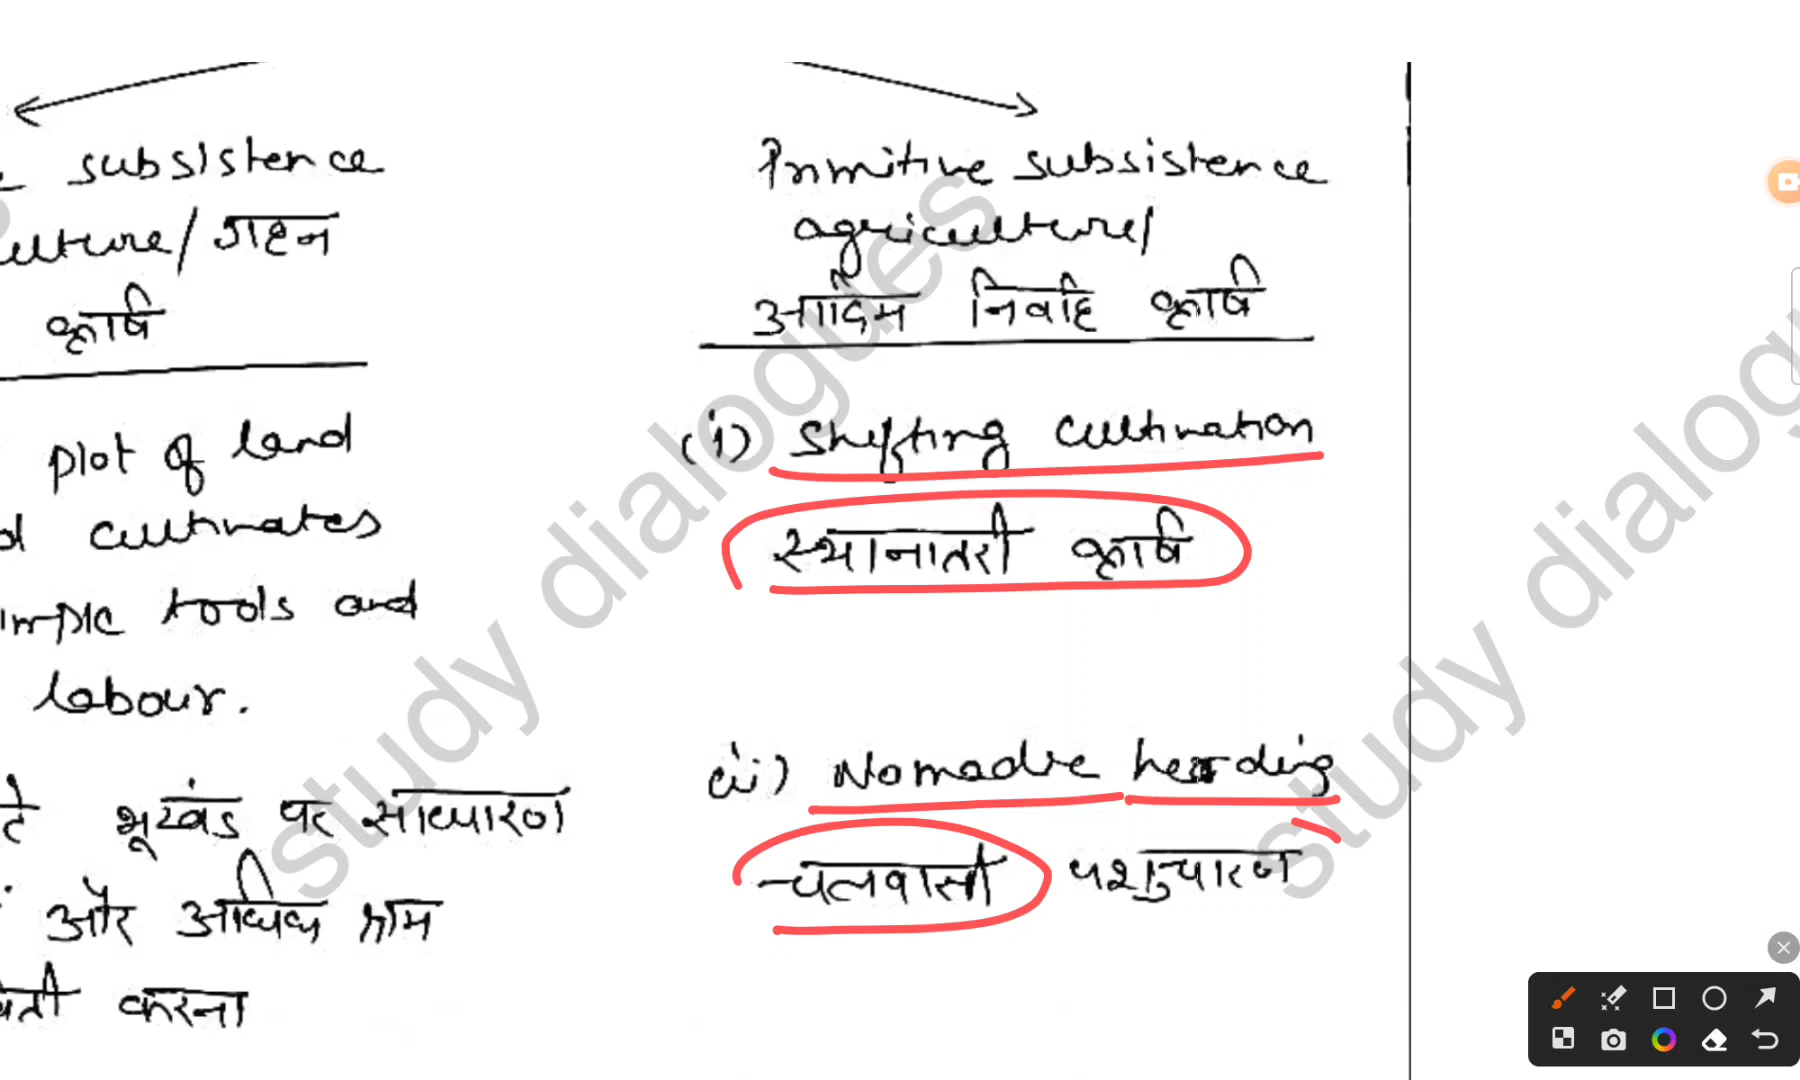 subsistence
Primitive subsistence
ulture/ गहन
agriculture/
कृषि
आदिम निर्वाह कृषि
plot of land
(i) Shifting cultivation
cultivates
स्थानातरी कृषि
imple tools and
labour.
(ii) Nomadic herding
भूखंड पर साधारण
चलवासी पशुचारण
और अधिक श्रम
करना
study dialogues
study dialogu